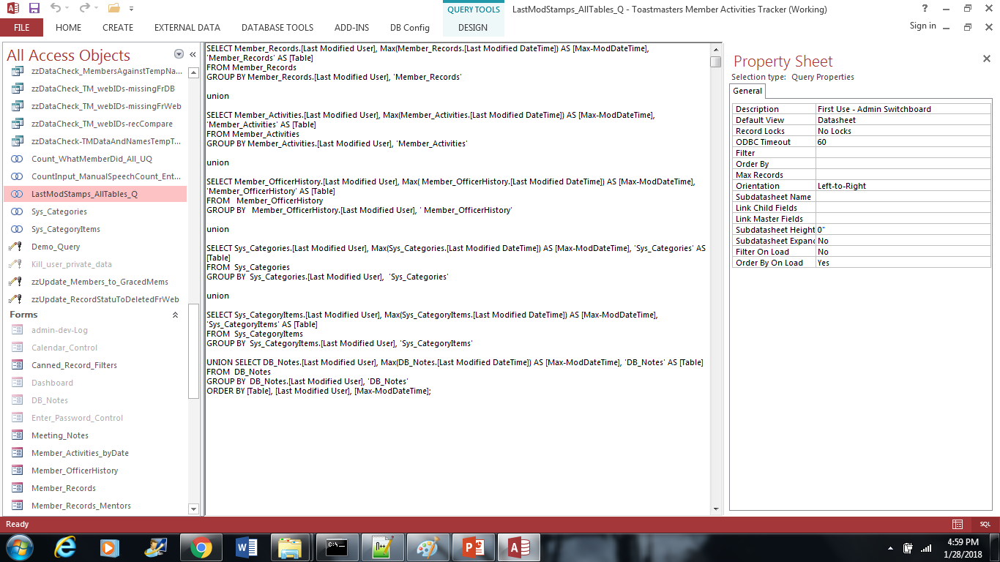 QUERY TOOLS
LastModStamps_AllTables_Q - Toastmasters Member Activities Tracker (Working)
FILE
HOME
CREATE
EXTERNAL DATA
DATABASE TOOLS
ADD-INS
DB Config
DESIGN
Sign in
All Access Objects
zzDataCheck_MembersAgainstTempNa...
zzDataCheck_TM_webIDs-missingFrDB
zzDataCheck_TM_webIDs-missingFrWeb
zzDataCheck_TM_webIDs-recCompare
zzDataCheck-TMDataAndNamesTempT...
Count_WhatMemberDid_All_UQ
CountInput_ManualSpeechCount_Ent...
LastModStamps_AllTables_Q
Sys_Categories
Sys_CategoryItems
Demo_Query
Kill_user_private_data
zzUpdate_Members_to_GracedMems
zzUpdate_RecordStatuToDeletedFrWeb
Forms
admin-dev-Log
Calendar_Control
Canned_Record_Filters
Dashboard
DB_Notes
Enter_Password_Control
Meeting_Notes
Member_Activities_byDate
Member_OfficerHistory
Member_Records
Member_Records_Mentors
SELECT Member_Records.[Last Modified User], Max(Member_Records.[Last Modified DateTime]) AS [Max-ModDateTime],
'Member_Records' AS [Table]
FROM Member_Records
GROUP BY Member_Records.[Last Modified User], 'Member_Records'
union
SELECT Member_Activities.[Last Modified User], Max(Member_Activities.[Last Modified DateTime]) AS [Max-ModDateTime],
'Member_Activities' AS [Table]
FROM Member_Activities
GROUP BY Member_Activities.[Last Modified User], 'Member_Activities'
union
SELECT Member_OfficerHistory.[Last Modified User], Max( Member_OfficerHistory.[Last Modified DateTime]) AS [Max-ModDateTime],
'Member_OfficerHistory' AS [Table]
FROM   Member_OfficerHistory
GROUP BY   Member_OfficerHistory.[Last Modified User], ' Member_OfficerHistory'
union
SELECT Sys_Categories.[Last Modified User], Max(Sys_Categories.[Last Modified DateTime]) AS [Max-ModDateTime], 'Sys_Categories' AS
[Table]
FROM  Sys_Categories
GROUP BY  Sys_Categories.[Last Modified User],  'Sys_Categories'
union
SELECT Sys_CategoryItems.[Last Modified User], Max(Sys_CategoryItems.[Last Modified DateTime]) AS [Max-ModDateTime],
'Sys_CategoryItems' AS [Table]
FROM  Sys_CategoryItems
GROUP BY  Sys_CategoryItems.[Last Modified User], 'Sys_CategoryItems'
UNION SELECT DB_Notes.[Last Modified User], Max(DB_Notes.[Last Modified DateTime]) AS [Max-ModDateTime], 'DB_Notes' AS [Table]
FROM  DB_Notes
GROUP BY  DB_Notes.[Last Modified User], 'DB_Notes'
ORDER BY [Table], [Last Modified User], [Max-ModDateTime];
Property Sheet
Selection type: Query Properties
General
Description First Use - Admin Switchboard
Default View Datasheet
Record Locks No Locks
ODBC Timeout 60
Filter
Order By
Max Records
Orientation Left-to-Right
Subdatasheet Name
Link Child Fields
Link Master Fields
Subdatasheet Height 0"
Subdatasheet Expand No
Filter On Load No
Order By On Load Yes
Ready
SQL
4:59 PM
1/28/2018